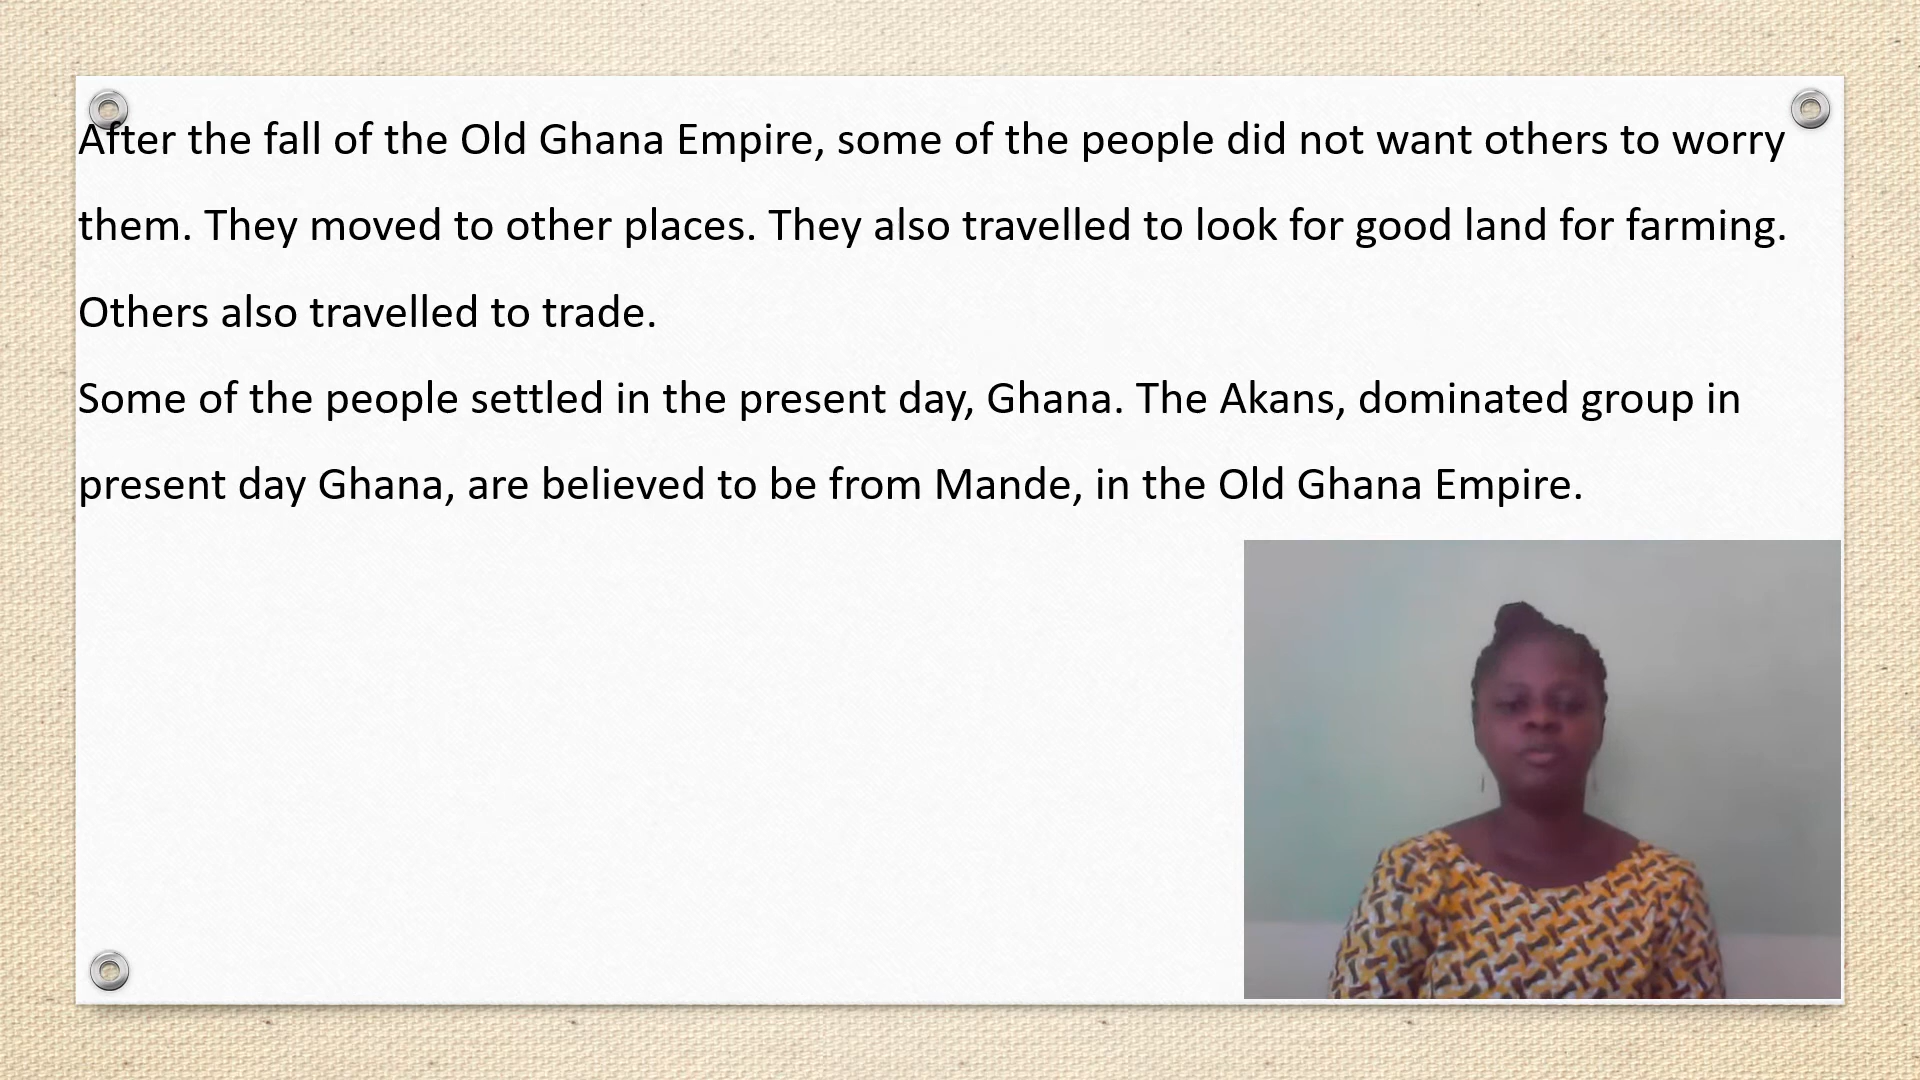 After the fall of the Old Ghana Empire, some of the people did not want others to worry
them. They moved to other places. They also travelled to look for good land for farming.
Others also travelled to trade.
Some of the people settled in the present day, Ghana. The Akans, dominated group in
present day Ghana, are believed to be from Mande, in the Old Ghana Empire.